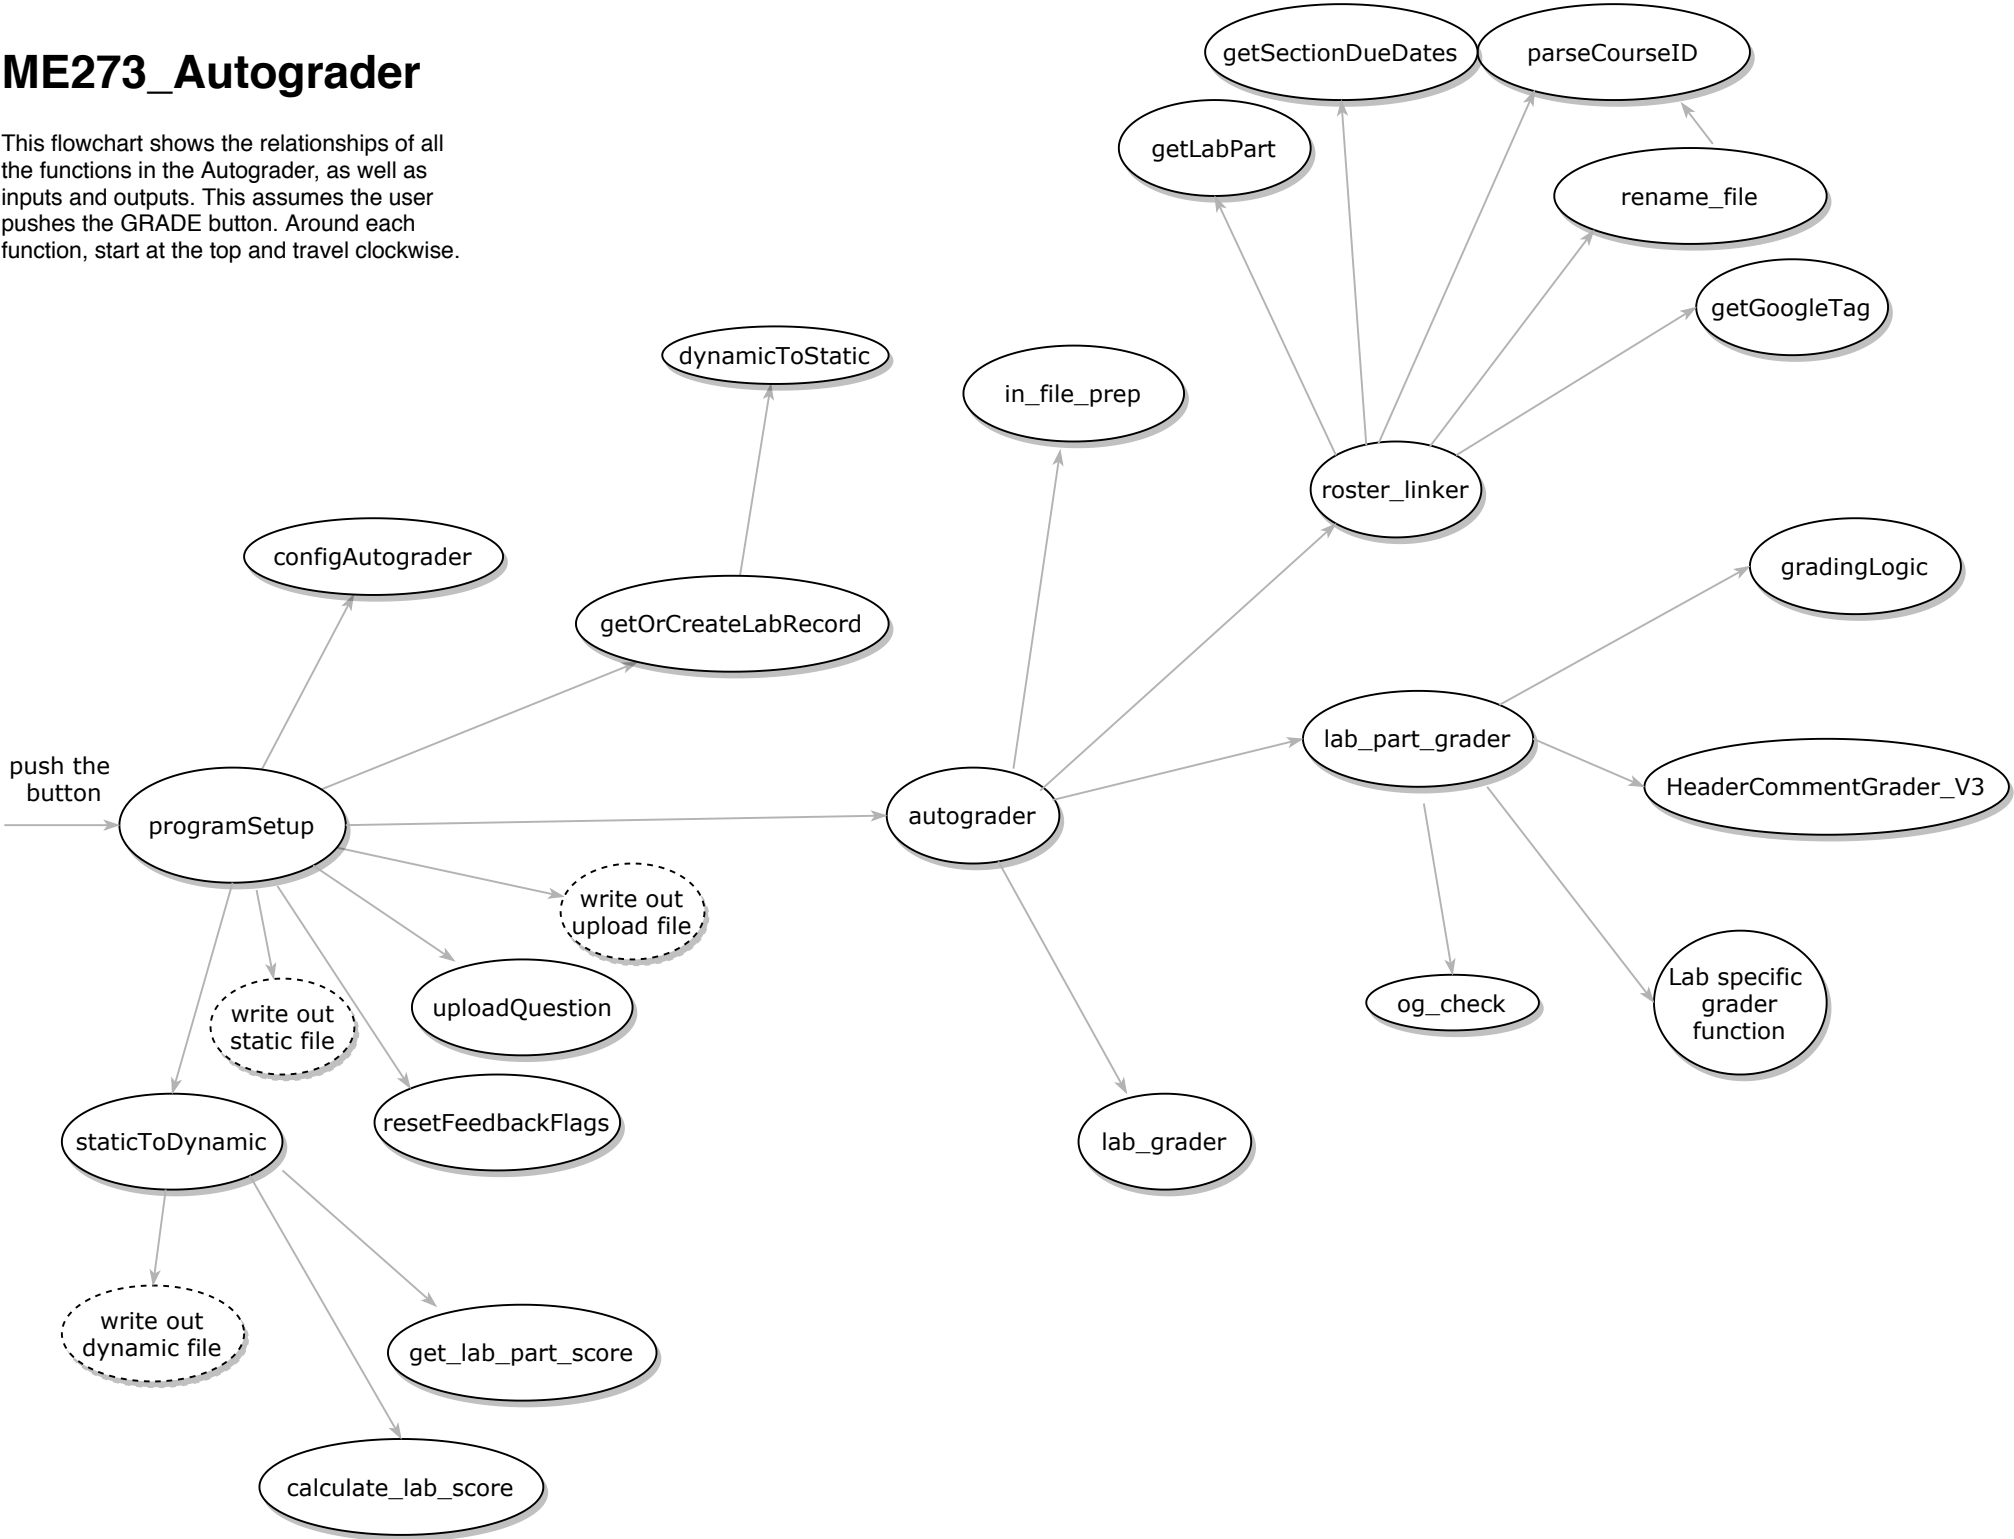 ME273_Autograder
This flowchart shows the relationships of all
the functions in the Autograder, as well as
inputs and outputs. This assumes the user
pushes the GRADE button. Around each
function, start at the top and travel clockwise.
getSectionDueDates
parseCourseID
getLabPart
rename_file
getGoogleTag
dynamicToStatic
in_file_prep
roster_linker
configAutograder
gradingLogic
getOrCreateLabRecord
lab_part_grader
push the
button
HeaderCommentGrader_V3
programSetup
autograder
write out
upload file
Lab specific
grader
function
uploadQuestion
og_check
write out
static file
resetFeedbackFlags
staticToDynamic
lab_grader
write out
dynamic file
get_lab_part_score
calculate_lab_score